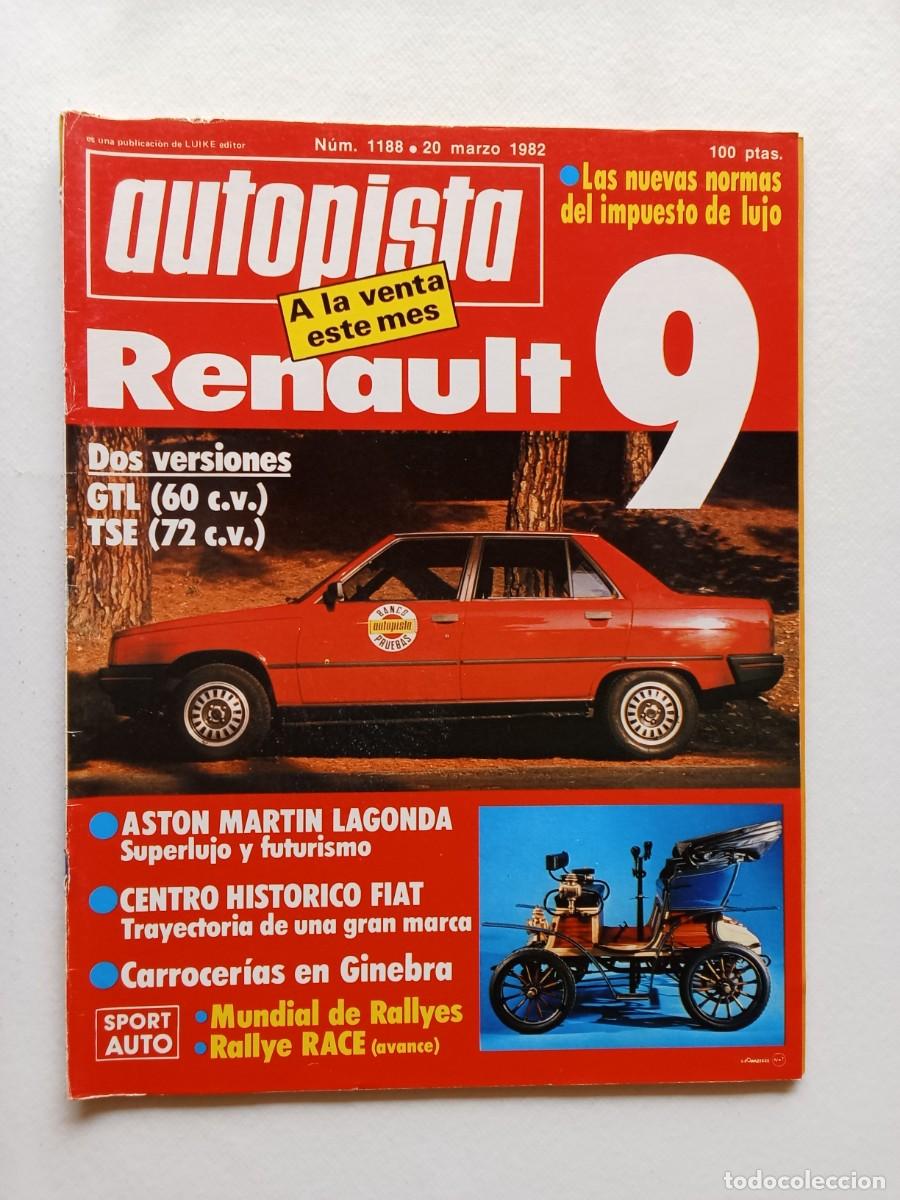 es una publicación de LUIKE editor
Núm. 1188 • 20 marzo 1982
100 ptas.
autopista
Las nuevas normas
del impuesto de lujo
A la venta
este mes
Renault 9
Dos versiones
GTL (60 c.v.)
TSE (72 c.v.)
BANCO
autopista
PRUEBAS
ASTON MARTIN LAGONDA
Superlujo y futurismo
CENTRO HISTORICO FIAT
Trayectoria de una gran marca
Carrocerías en Ginebra
SPORT
AUTO
Mundial de Rallyes
Rallye RACE (avance)
todocoleccion